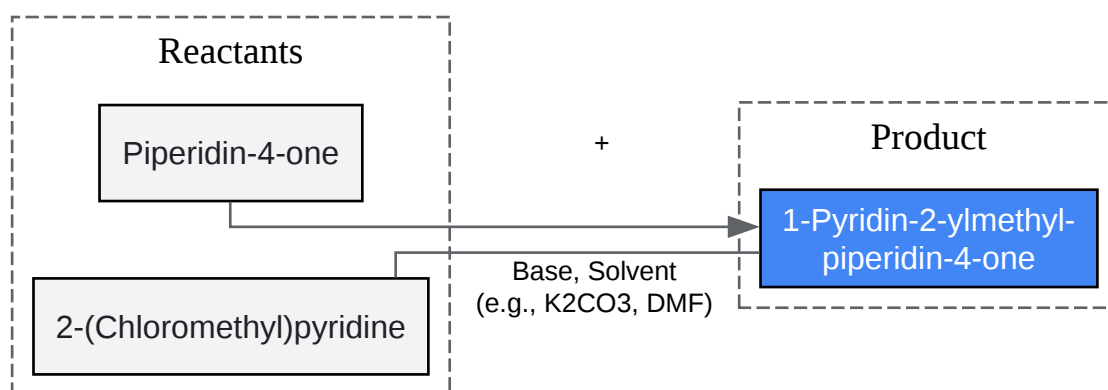 Reactants
Piperidin-4-one
2-(Chloromethyl)pyridine
+
Base, Solvent
(e.g., K2CO3, DMF)
Product
1-Pyridin-2-ylmethyl-
piperidin-4-one